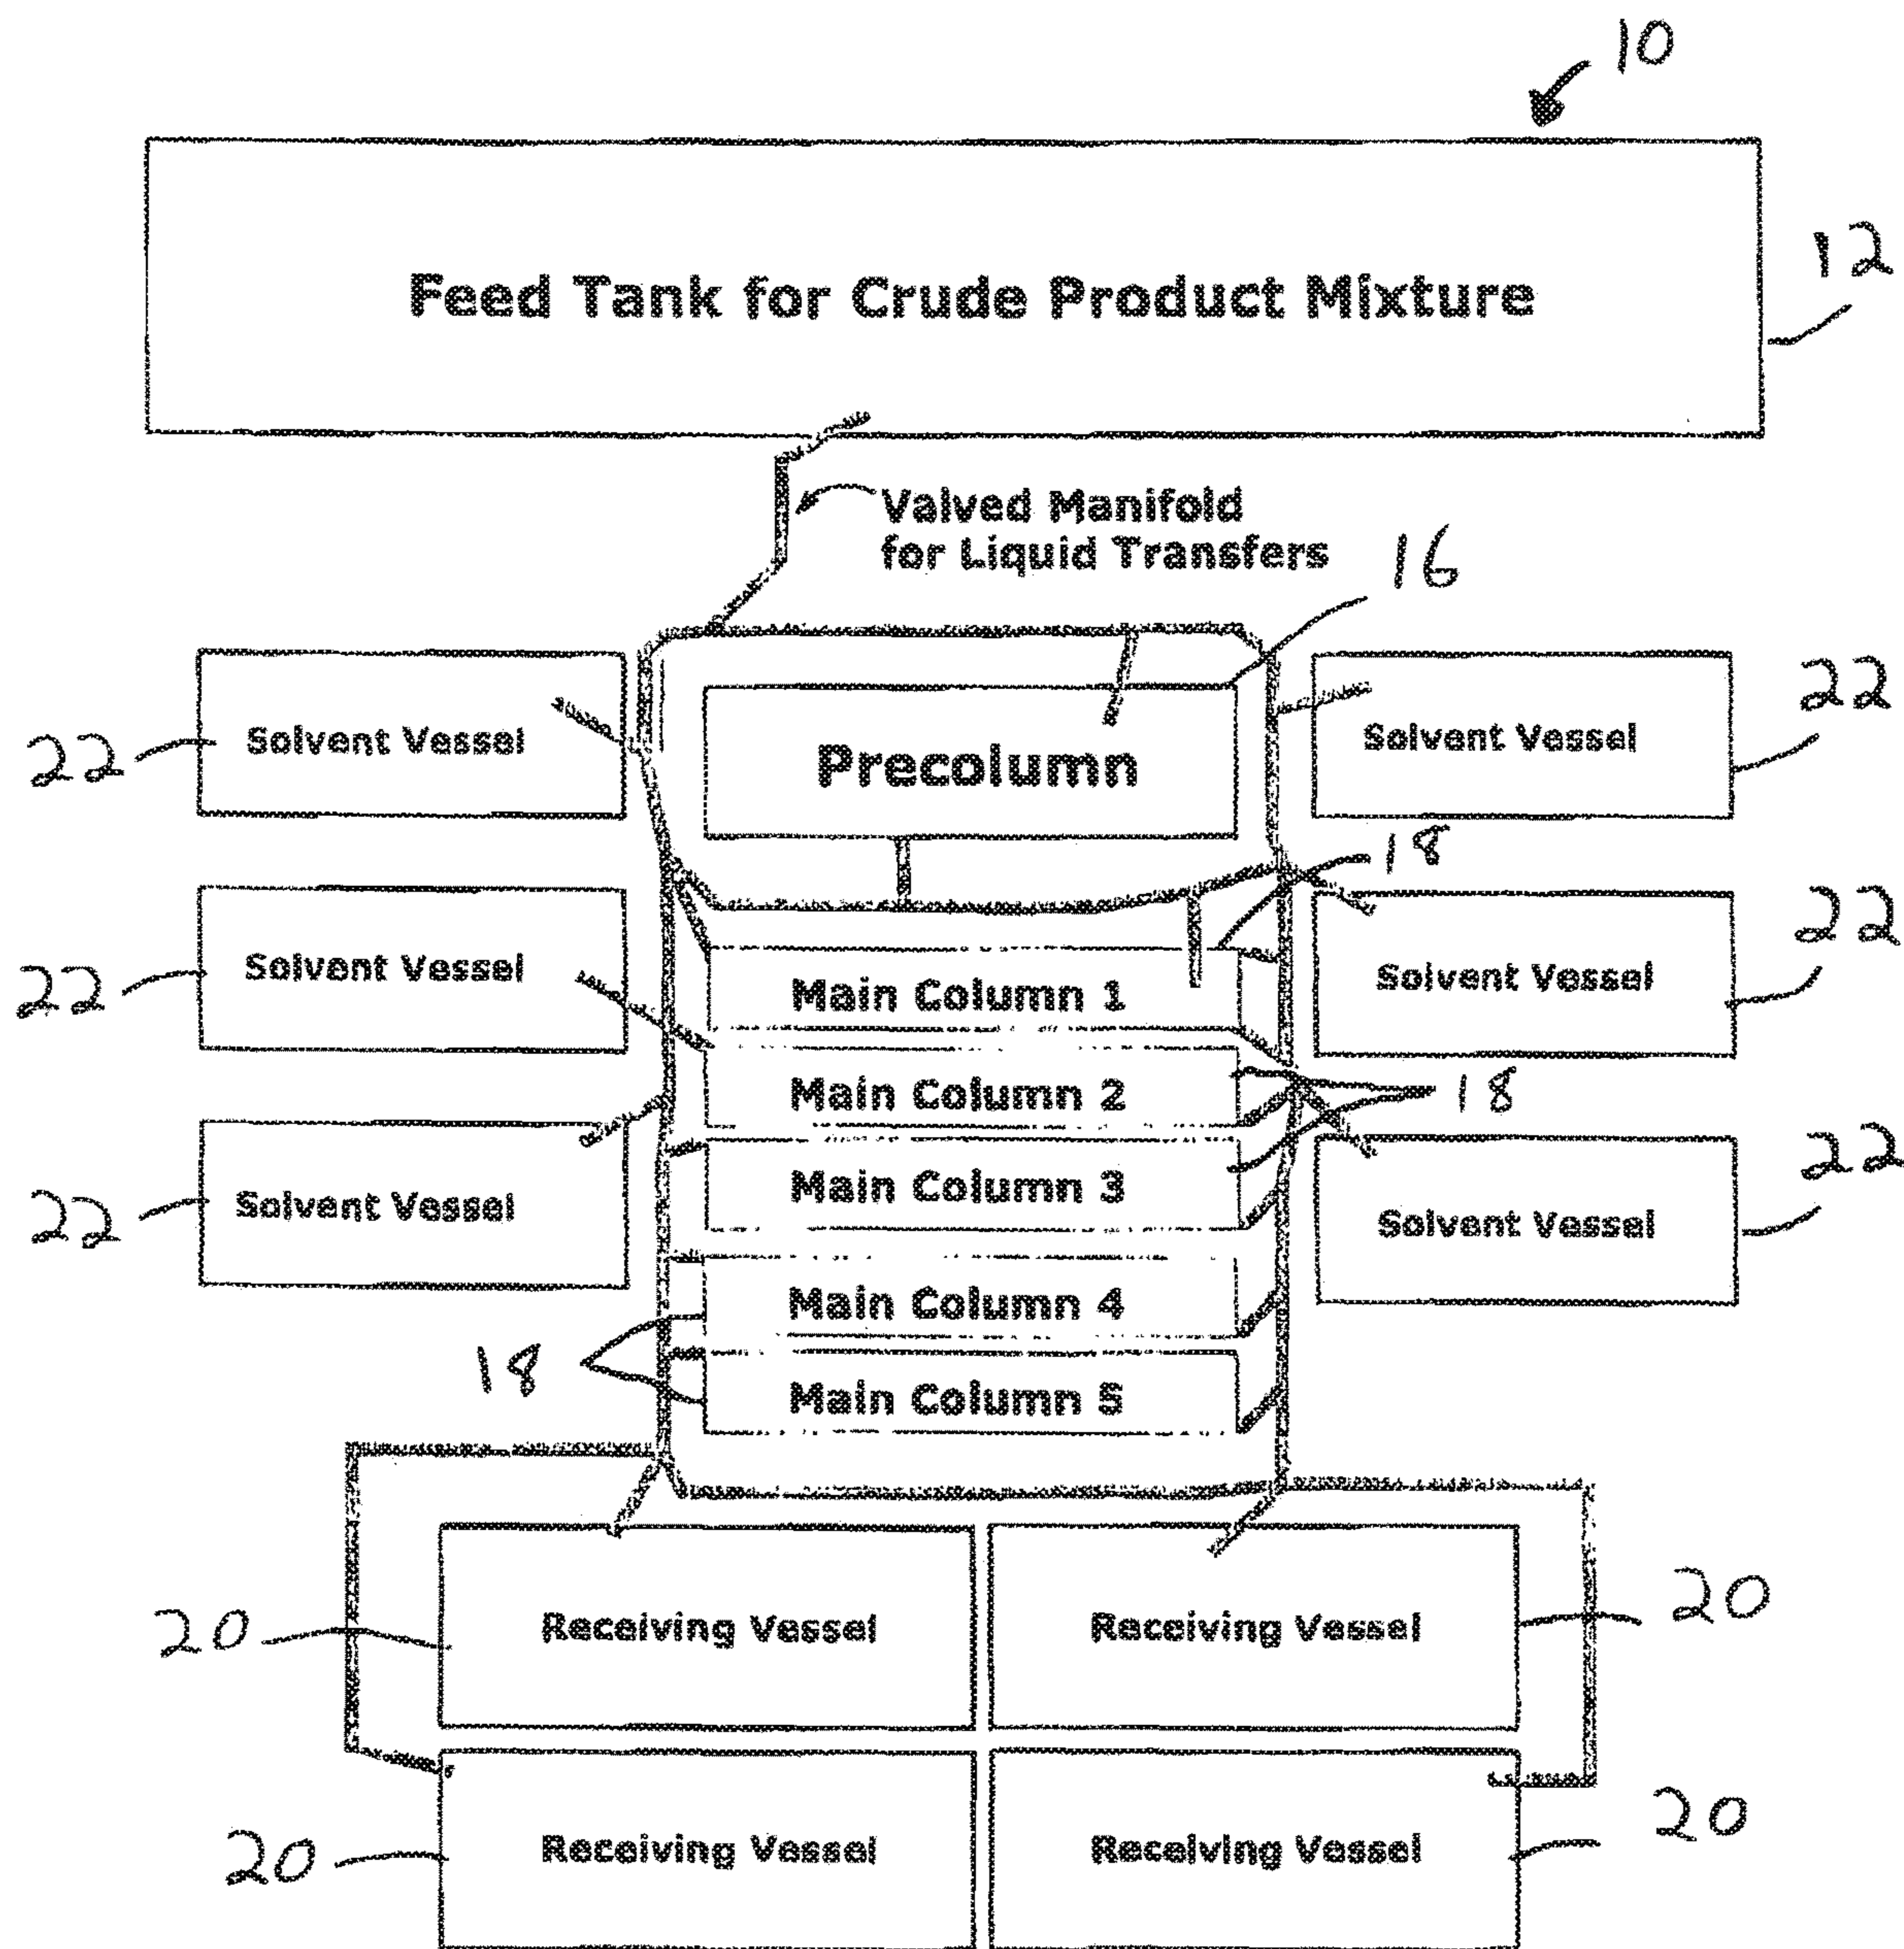 10
Feed Tank for Crude Product Mixture
12
Valved Manifold
for Liquid Transfers
16
Solvent Vessel
22
Precolumn
Solvent Vessel
22
18
Solvent Vessel
22
Main Column 1
Solvent Vessel
22
Main Column 2
18
Solvent Vessel
22
Main Column 3
Solvent Vessel
22
Main Column 4
18
Main Column 5
20
Receiving Vessel
Receiving Vessel
20
20
Receiving Vessel
Receiving Vessel
20